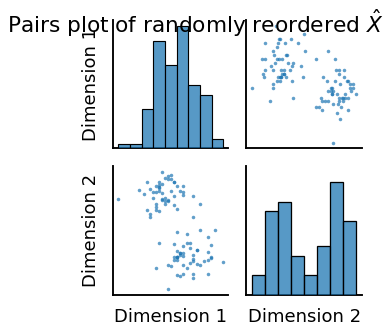 Pairs plot of randomly reordered X̂
Dimension 1
Dimension 2
Dimension 1 Dimension 2